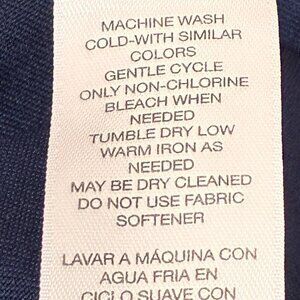 MACHINE WASH
COLD-WITH SIMILAR
COLORS
GENTLE CYCLE
ONLY NON-CHLORINE
BLEACH WHEN
NEEDED
TUMBLE DRY LOW
WARM IRON AS
NEEDED
MAY BE DRY CLEANED
DO NOT USE FABRIC
SOFTENER
LAVAR A MÁQUINA CON
AGUA FRIA EN
CICLO SUAVE CON